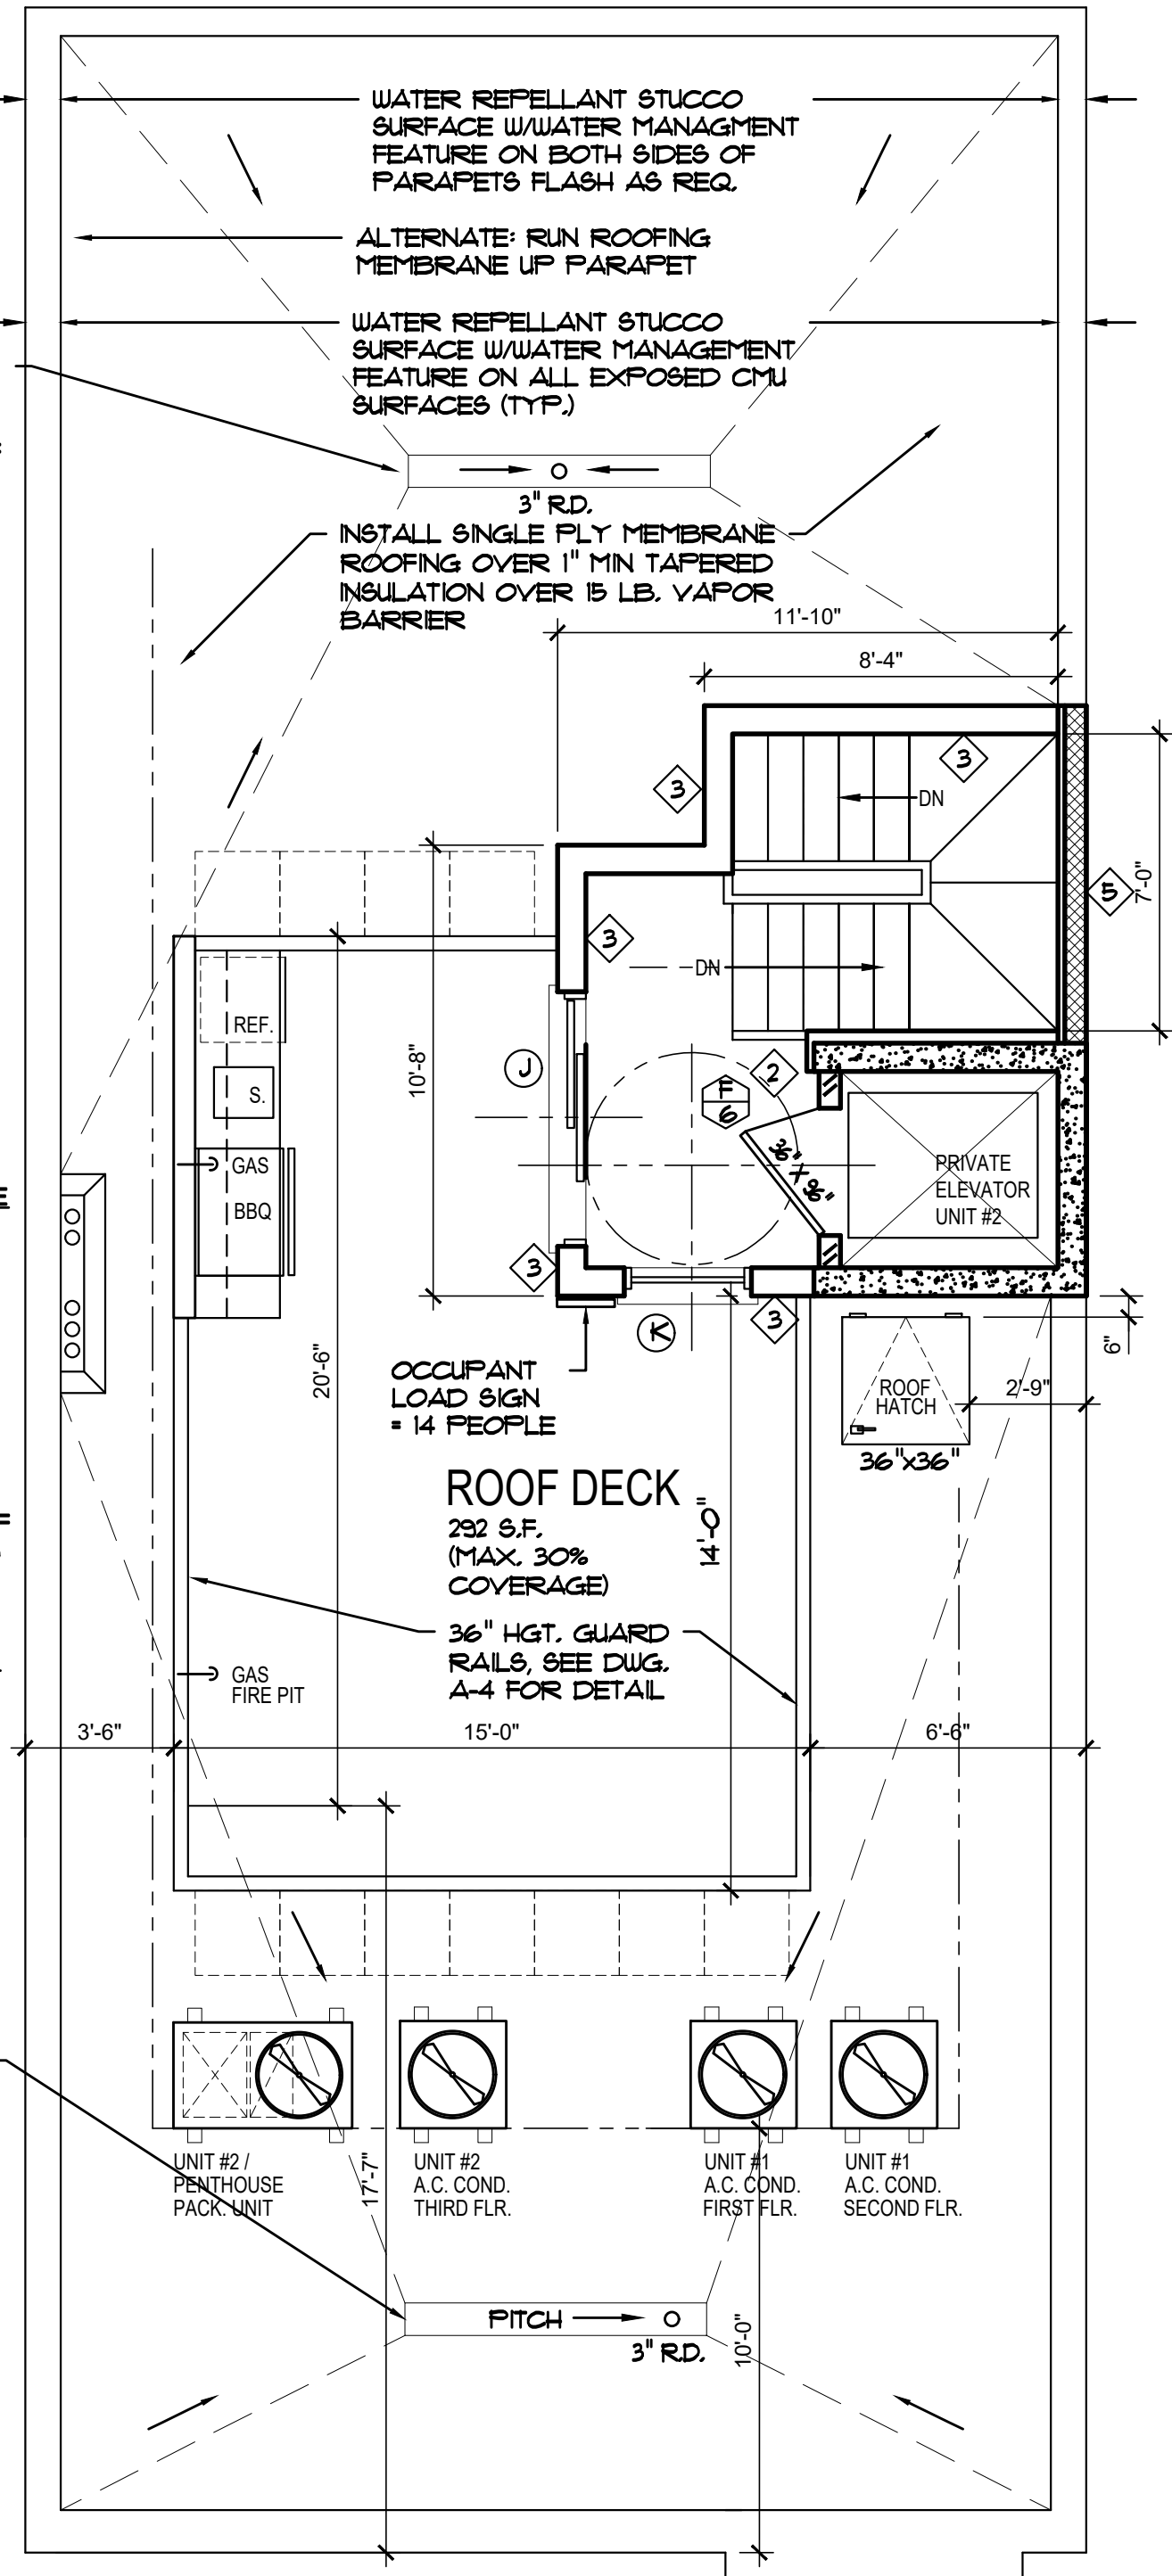 WATER REPELLANT STUCCO
SURFACE W/WATER MANAGMENT
FEATURE ON BOTH SIDES OF
PARAPETS FLASH AS REQ.
ALTERNATE: RUN ROOFING
MEMBRANE UP PARAPET
WATER REPELLANT STUCCO
SURFACE W/WATER MANAGEMENT
FEATURE ON ALL EXPOSED CMU
SURFACES (TYP.)
3" R.D.
INSTALL SINGLE PLY MEMBRANE
ROOFING OVER 1" MIN TAPERED
INSULATION OVER 15 LB. VAPOR
BARRIER
11'-10"
8'-4"
3
3
DN
5
7'-0"
3
DN
REF.
10'-8"
J
S.
2
F
6
36" X 96"
GAS
BBQ
PRIVATE
ELEVATOR
UNIT #2
3
K
3
6"
20'-6"
OCCUPANT
LOAD SIGN
= 14 PEOPLE
ROOF
HATCH
2'-9"
36"x36"
ROOF DECK
292 S.F.
(MAX. 30%
COVERAGE)
14'-0"
36" HGT. GUARD
RAILS, SEE DWG.
A-4 FOR DETAIL
GAS
FIRE PIT
3'-6"
15'-0"
6'-6"
UNIT #2 /
PENTHOUSE
PACK. UNIT
17'-7"
UNIT #2
A.C. COND.
THIRD FLR.
UNIT #1
A.C. COND.
FIRST FLR.
UNIT #1
A.C. COND.
SECOND FLR.
PITCH
3" R.D.
10'-0"